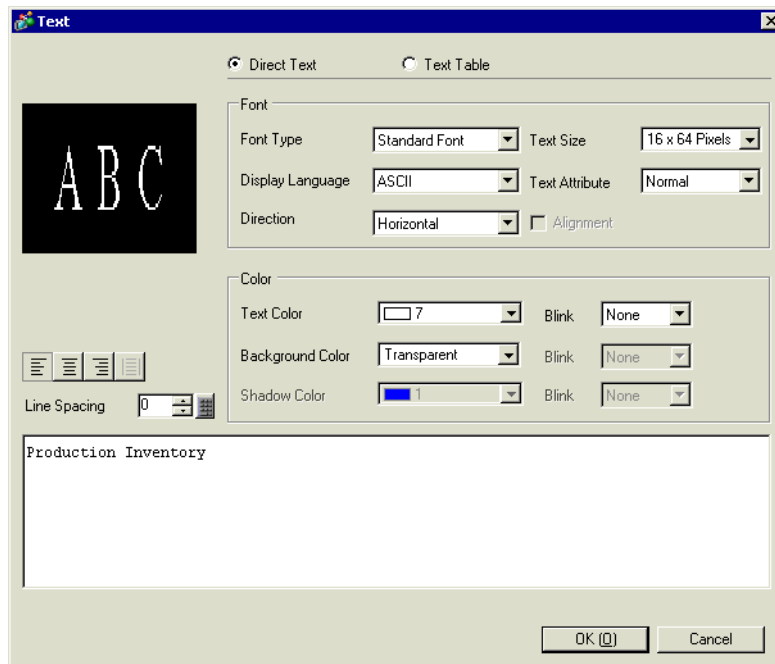 Text
Direct Text Text Table
Font
Font Type Standard Font Text Size 16 x 64 Pixels
Display Language ASCII Text Attribute Normal
Direction Horizontal Alignment
ABC
Color
Text Color 7 Blink None
Background Color Transparent Blink None
Shadow Color 1 Blink None
Line Spacing 0
Production Inventory
OK (O) Cancel